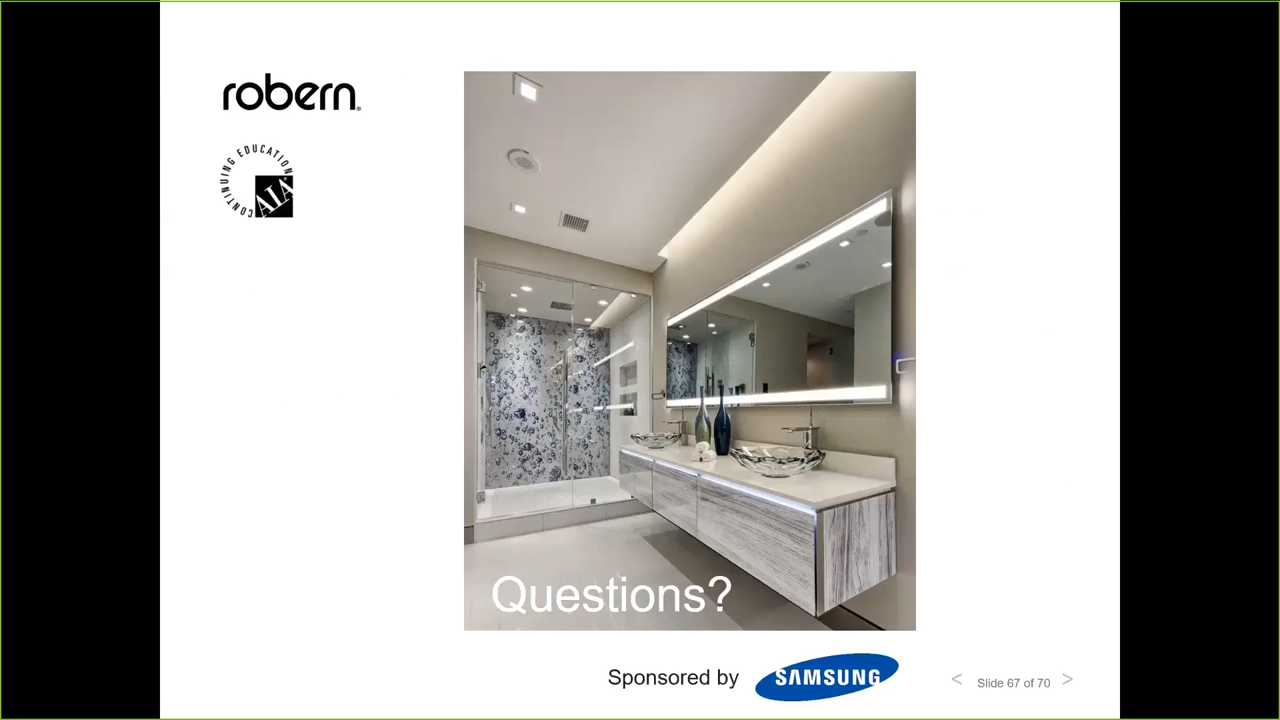 robern®
CONTINUING EDUCATION
AIA
Questions?
Sponsored by SAMSUNG
< Slide 67 of 70 >